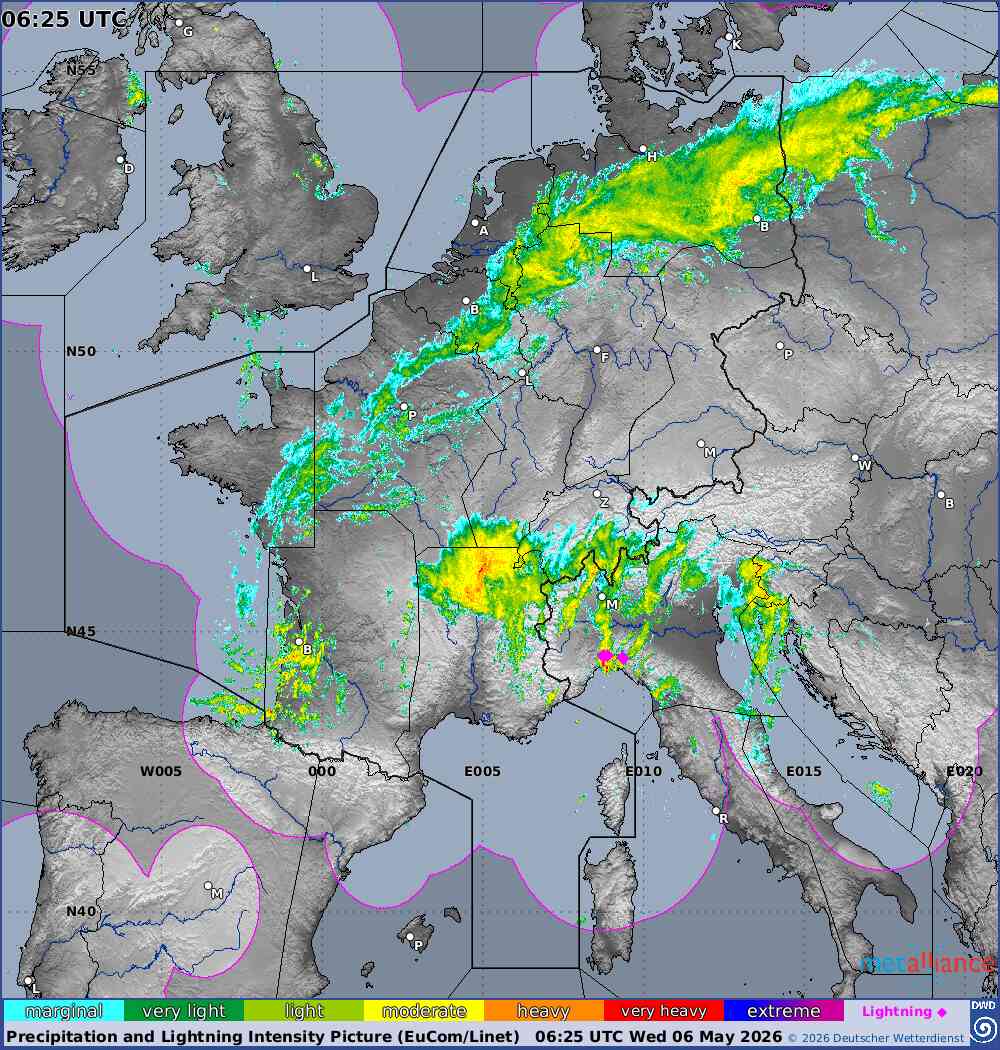 06:25 UTC
G
K
N55
D
H
A
B
L
B
N50
F
P
L
P
M
W
Z
B
M
N45
B
W005
000
E005
E010
E015
E020
R
M
N40
P
L
metalliance
marginal very light light moderate heavy very heavy extreme Lightning ◆
DWD
Precipitation and Lightning Intensity Picture (EuCom/Linet) 06:25 UTC Wed 06 May 2026 © 2026 Deutscher Wetterdienst